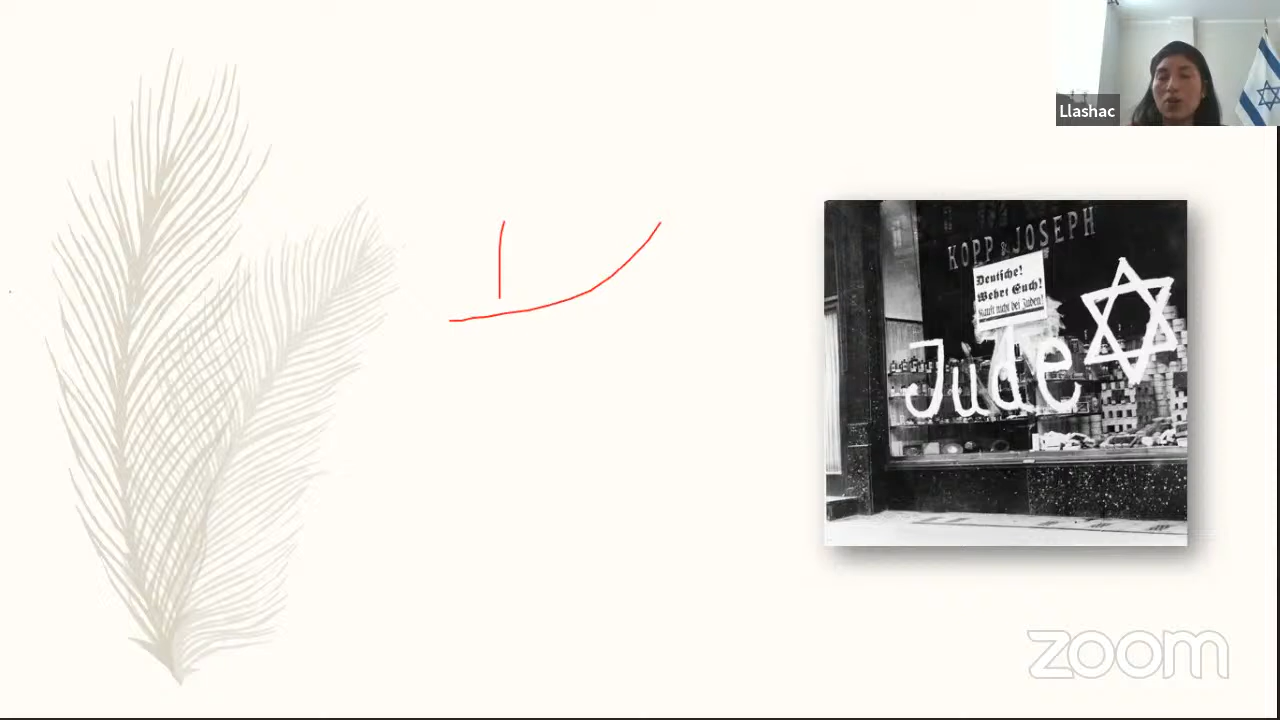 Llashac
KOPP & JOSEPH
Deutsche!
Wehrt Euch!
Kauft nicht bei Juden!
Jude
zoom